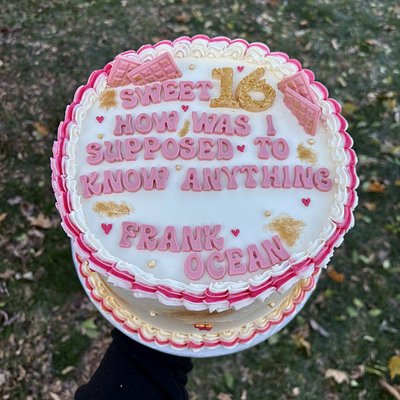 SWEET 16
HOW WAS I
SUPPOSED TO
KNOW ANYTHING
FRANK
OCEAN